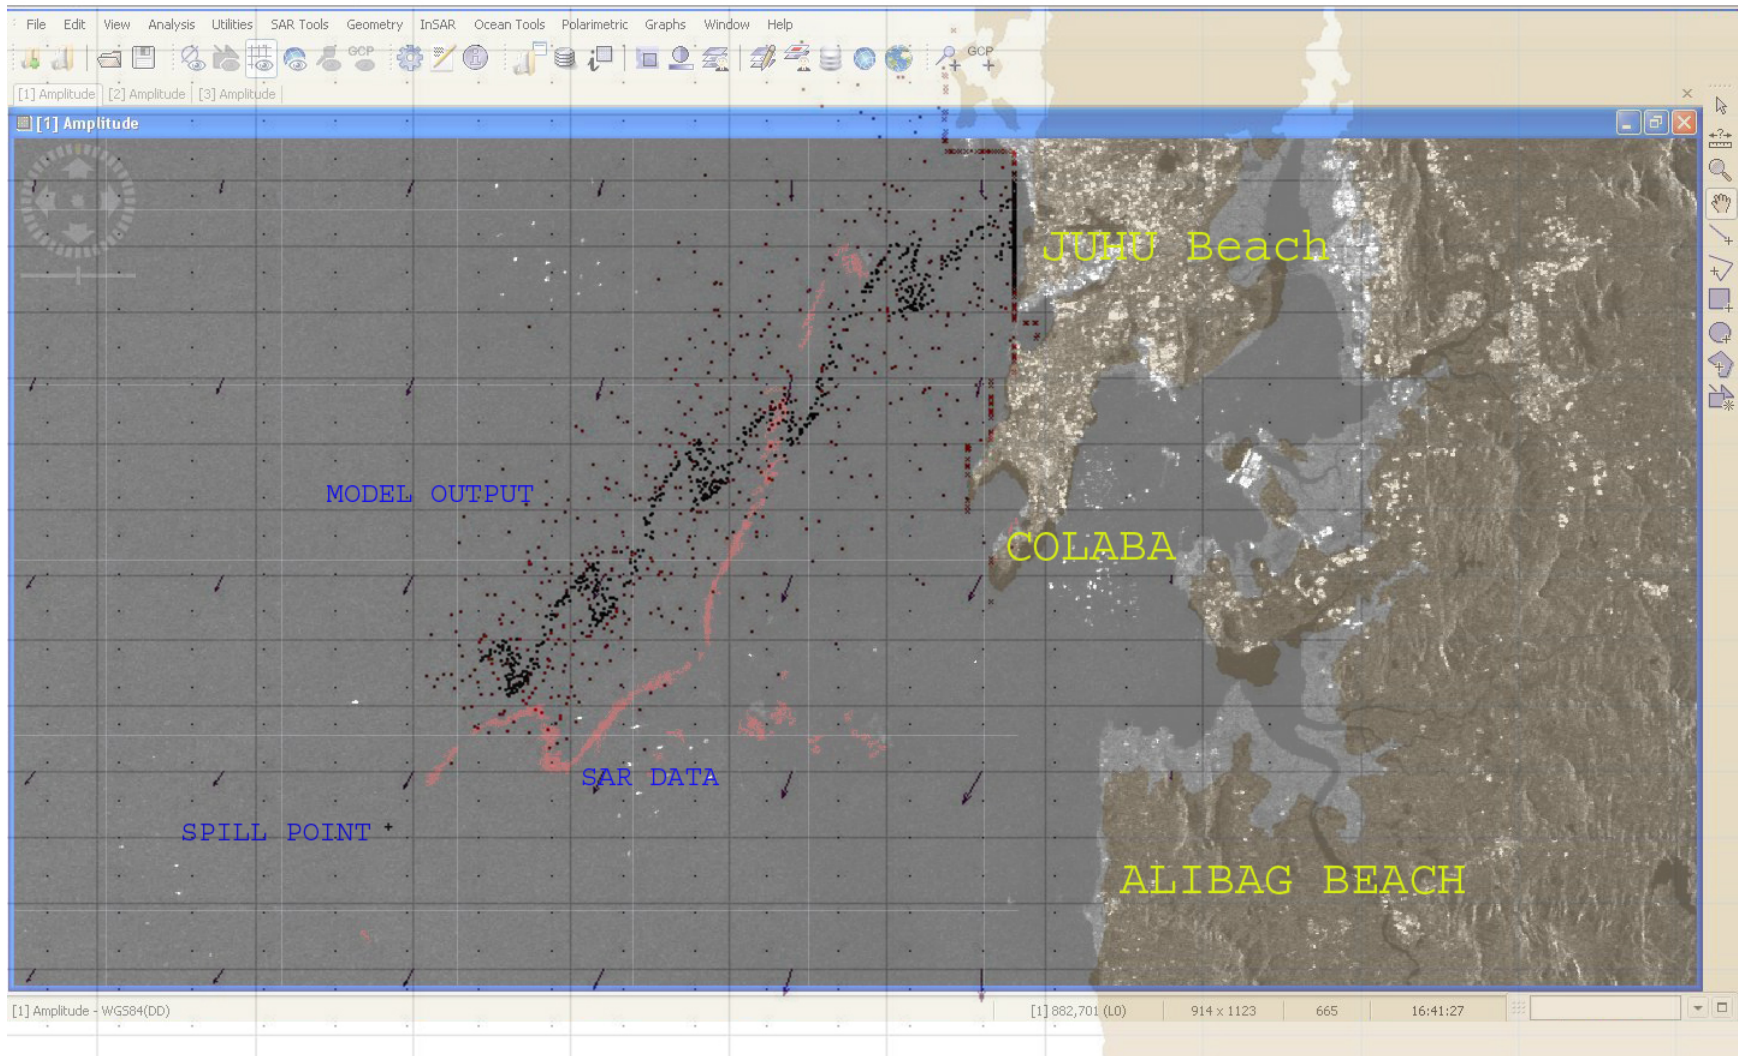 File Edit View Analysis Utilities SAR Tools Geometry InSAR Ocean Tools Polarimetric Graphs Window Help
GCP GCP
[1] Amplitude [2] Amplitude [3] Amplitude
[1] Amplitude
JUHU Beach
MODEL OUTPUT
COLABA
SAR DATA
SPILL POINT
ALIBAG BEACH
[1] Amplitude - WGS84(DD) [1] 882,701 (L0) 914 x 1123 665 16:41:27